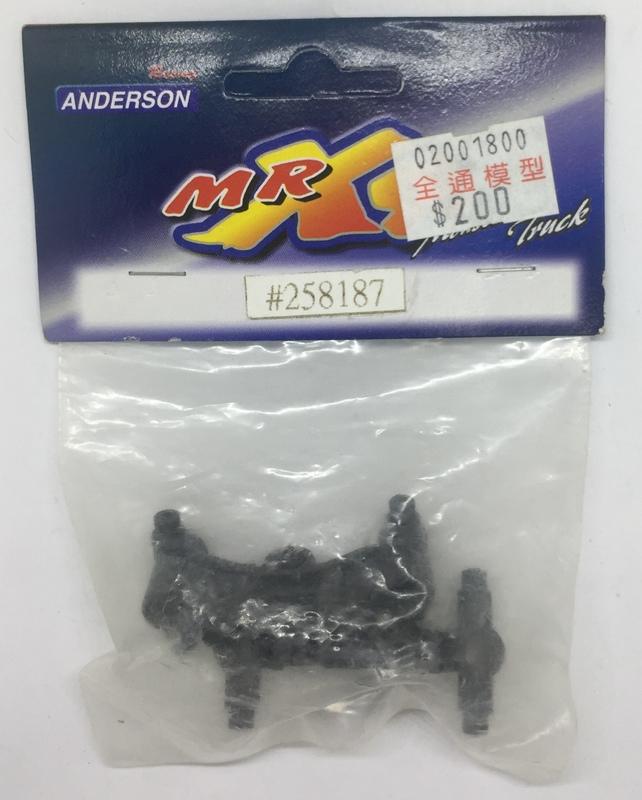 Racing
ANDERSON
MR X
02001800
全通模型
$200
Truck
#258187